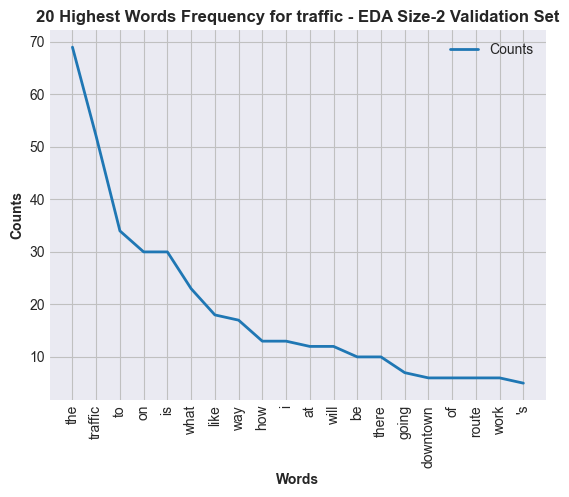 20 Highest Words Frequency for traffic - EDA Size-2 Validation Set
70
60
50
40
30
20
10
Counts
Counts
the
traffic
to
on
is
what
like
way
how
i
at
will
be
there
going
downtown
of
route
work
's
Words